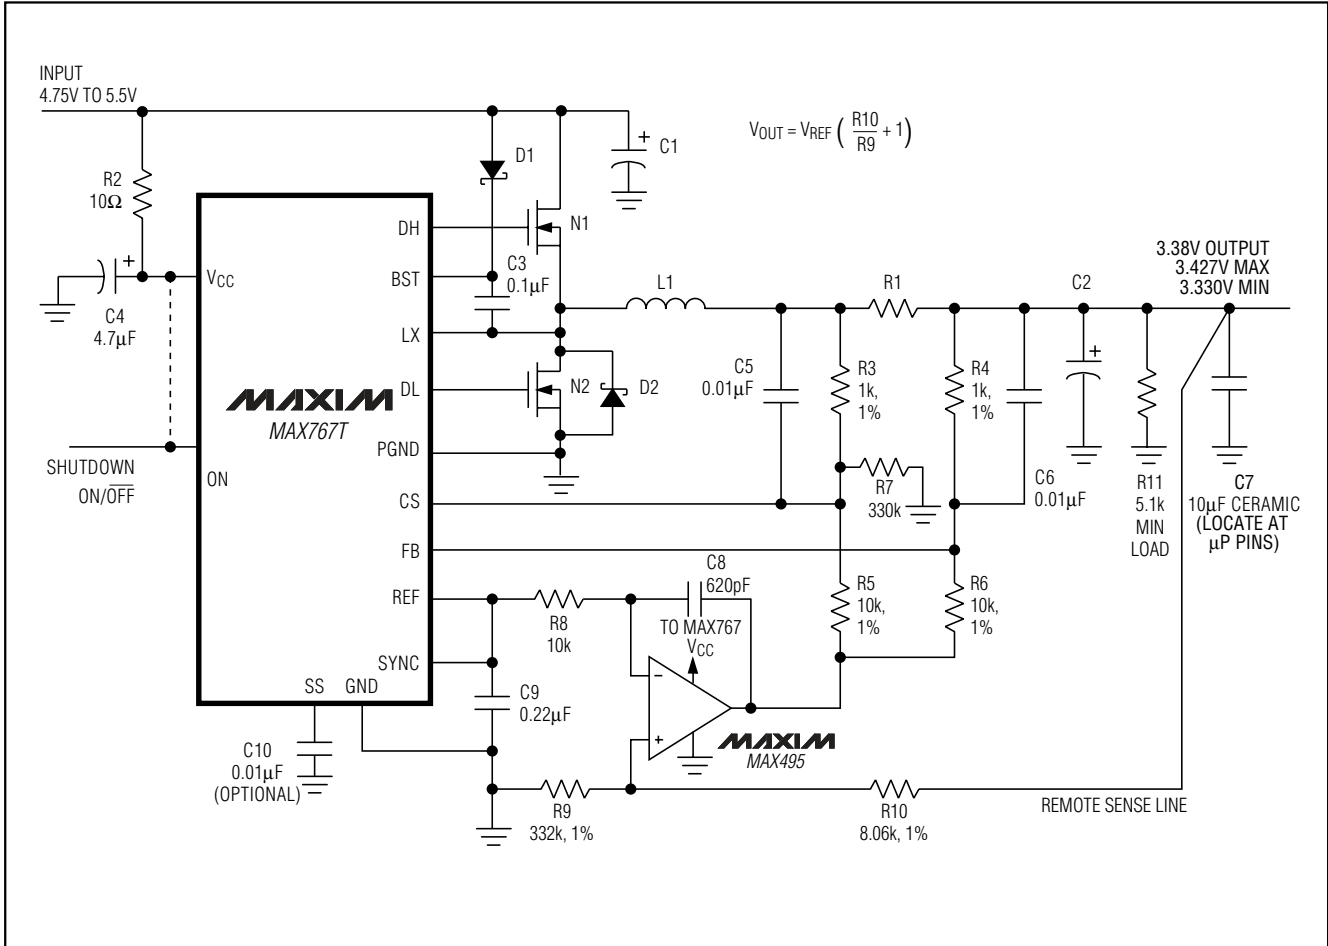 INPUT
4.75V TO 5.5V
VOUT = VREF ( R10/R9 + 1 )
R2
10Ω
C4
4.7µF
SHUTDOWN
ON/OFF
VCC
ON
MAXIM
MAX767T
DH
BST
LX
DL
PGND
CS
FB
REF
SYNC
SS
GND
D1
C1
N1
C3
0.1µF
N2
D2
L1
R1
C2
3.38V OUTPUT
3.427V MAX
3.330V MIN
C5
0.01µF
R3
1k,
1%
R4
1k,
1%
R7
330k
C6
0.01µF
R11
5.1k
MIN
LOAD
C7
10µF CERAMIC
(LOCATE AT
µP PINS)
R5
10k,
1%
R6
10k,
1%
C8
620pF
TO MAX767
VCC
R8
10k
C9
0.22µF
–
+
MAXIM
MAX495
C10
0.01µF
(OPTIONAL)
R9
332k, 1%
R10
8.06k, 1%
REMOTE SENSE LINE
+
+
+